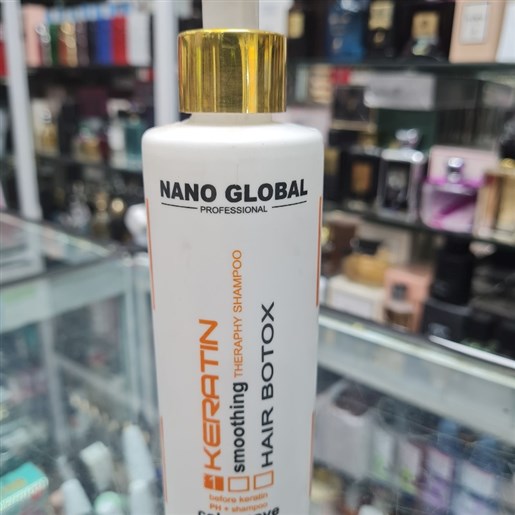 NANO GLOBAL
PROFESSIONAL
1 KERATIN
smoothing THERAPHY SHAMPOO
HAIR BOTOX
before keratin
PH + shampoo